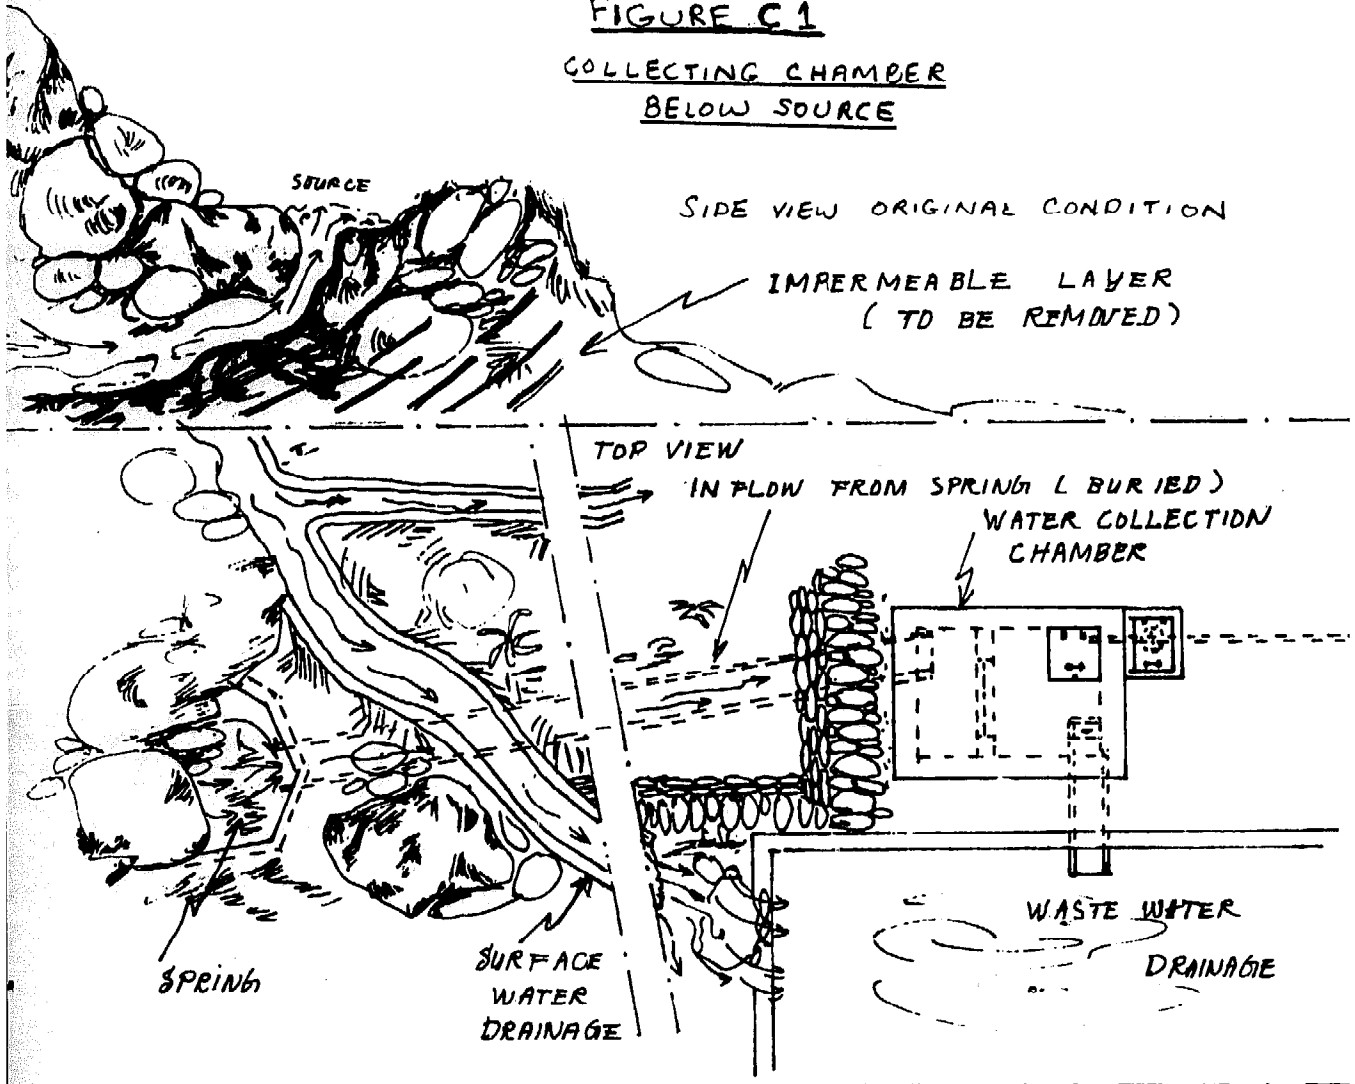 FIGURE C1
COLLECTING CHAMBER
BELOW SOURCE
SOURCE
SIDE VIEW ORIGINAL CONDITION
IMPERMEABLE LAYER
( TO BE REMOVED )
TOP VIEW
INFLOW FROM SPRING ( BURIED )
WATER COLLECTION
CHAMBER
WASTE WATER
DRAINAGE
SPRING
SURFACE
WATER
DRAINAGE